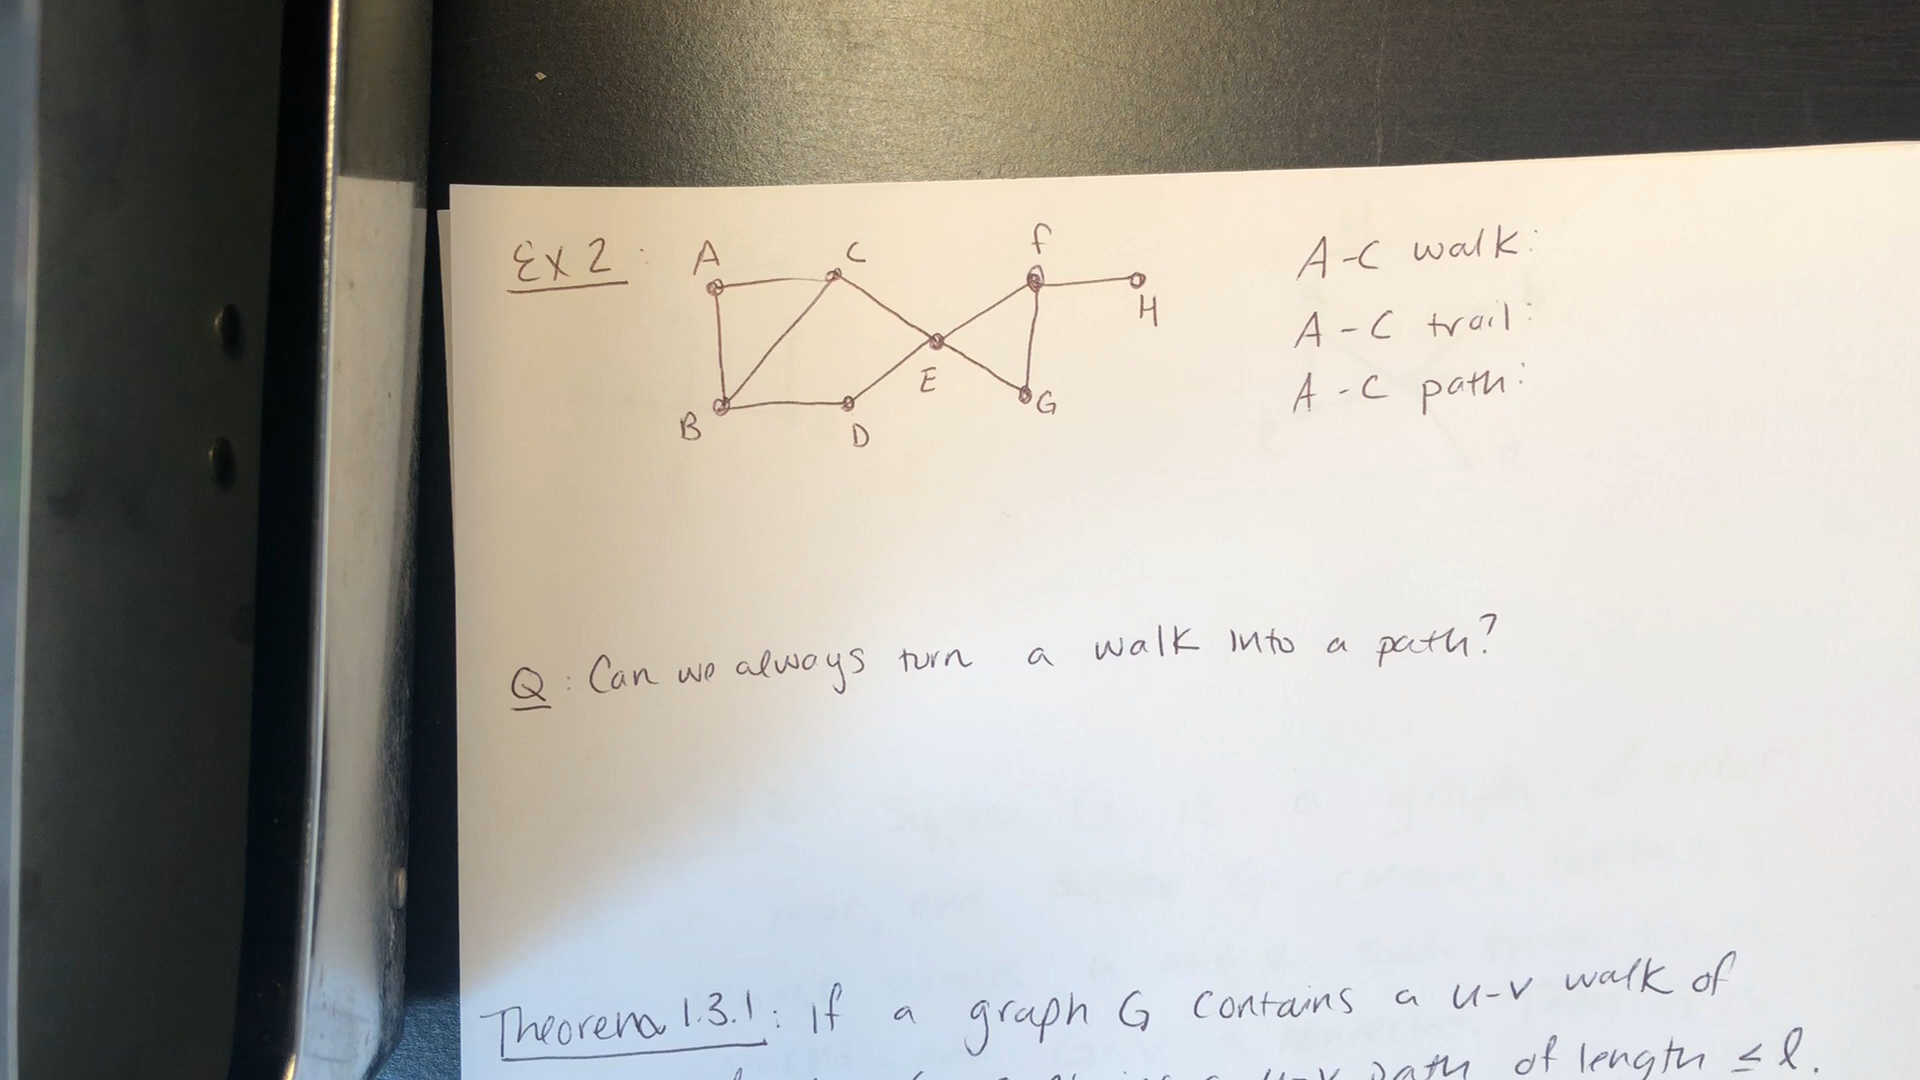 Ex 2:
A C f
H
E
G
B D
A-C walk:
A-C trail:
A-C path:
Q: Can we always turn a walk into a path?
Theorem 1.3.1: If a graph G contains a u-v walk of
a u-v path of length ≤ l.